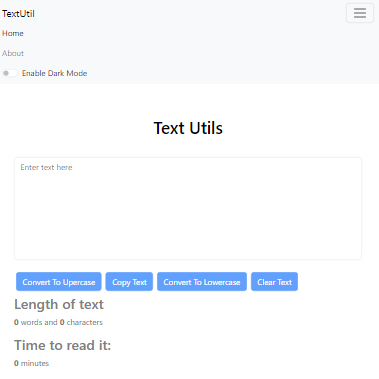 TextUtil
Home
About
Enable Dark Mode
Text Utils
Enter text here
Convert To Upercase Copy Text Convert To Lowercase Clear Text
Length of text
0 words and 0 characters
Time to read it:
0 minutes